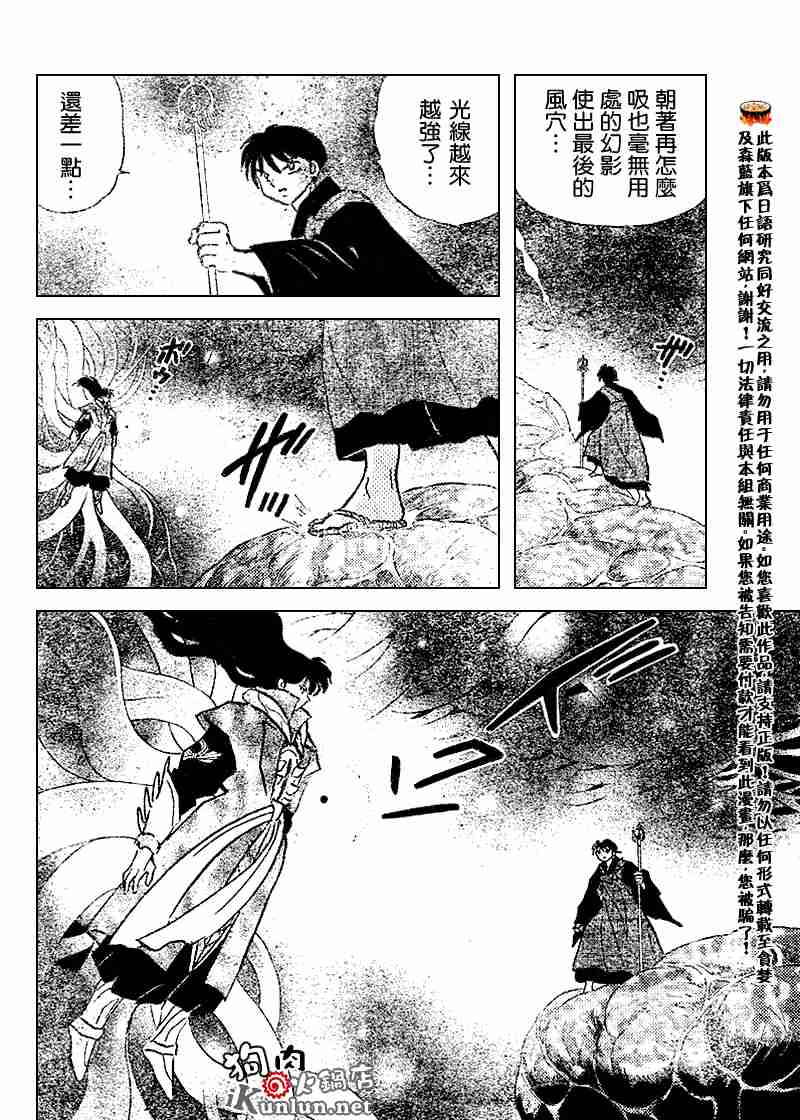 朝著再怎麼
吸也毫無用
處的幻影
使出最後的
風穴…
光線越來
越強了…
還差一點
…
ボゥ…
ボゥ…
此版本爲日語研究同好交流之用,請勿用于任何商業用途。如您喜歡此作品,請支持正版!請勿以任何形式轉載至貪婪
及森藍旗下任何網站,謝謝!一切法律責任與本組無關。如果您被告知需要付款才能看到此漫畫,那麼,您被騙了!
狗肉
火鍋店
iKunlun.net